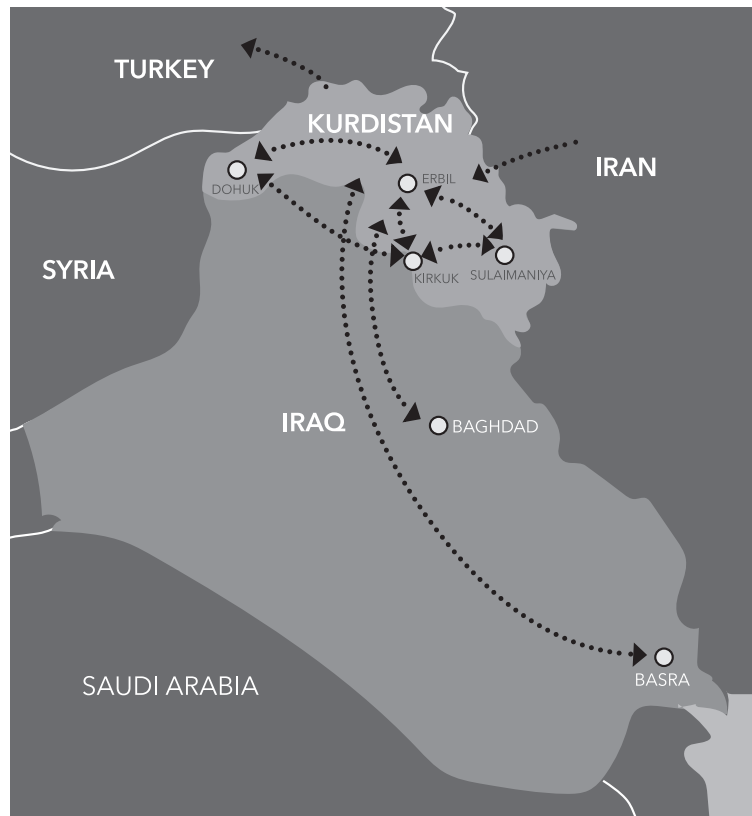 TURKEY
KURDISTAN
ERBIL
IRAN
DOHUK
SYRIA
KIRKUK
SULAIMANIYA
IRAQ
BAGHDAD
BASRA
SAUDI ARABIA